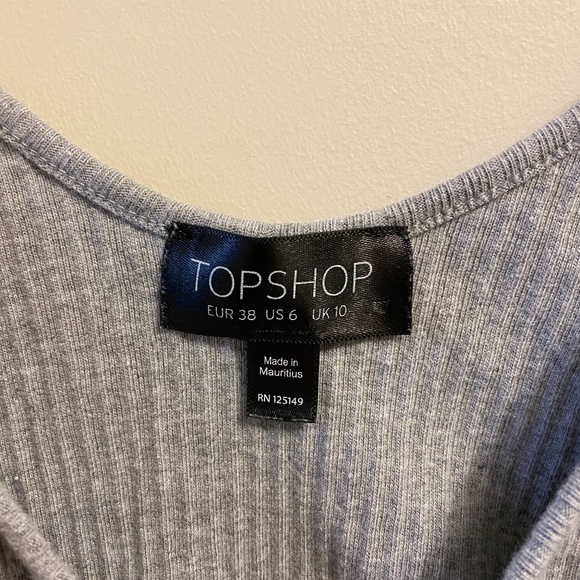 TOPSHOP
EUR 38 US 6 UK 10
Made in
Mauritius
RN 125149